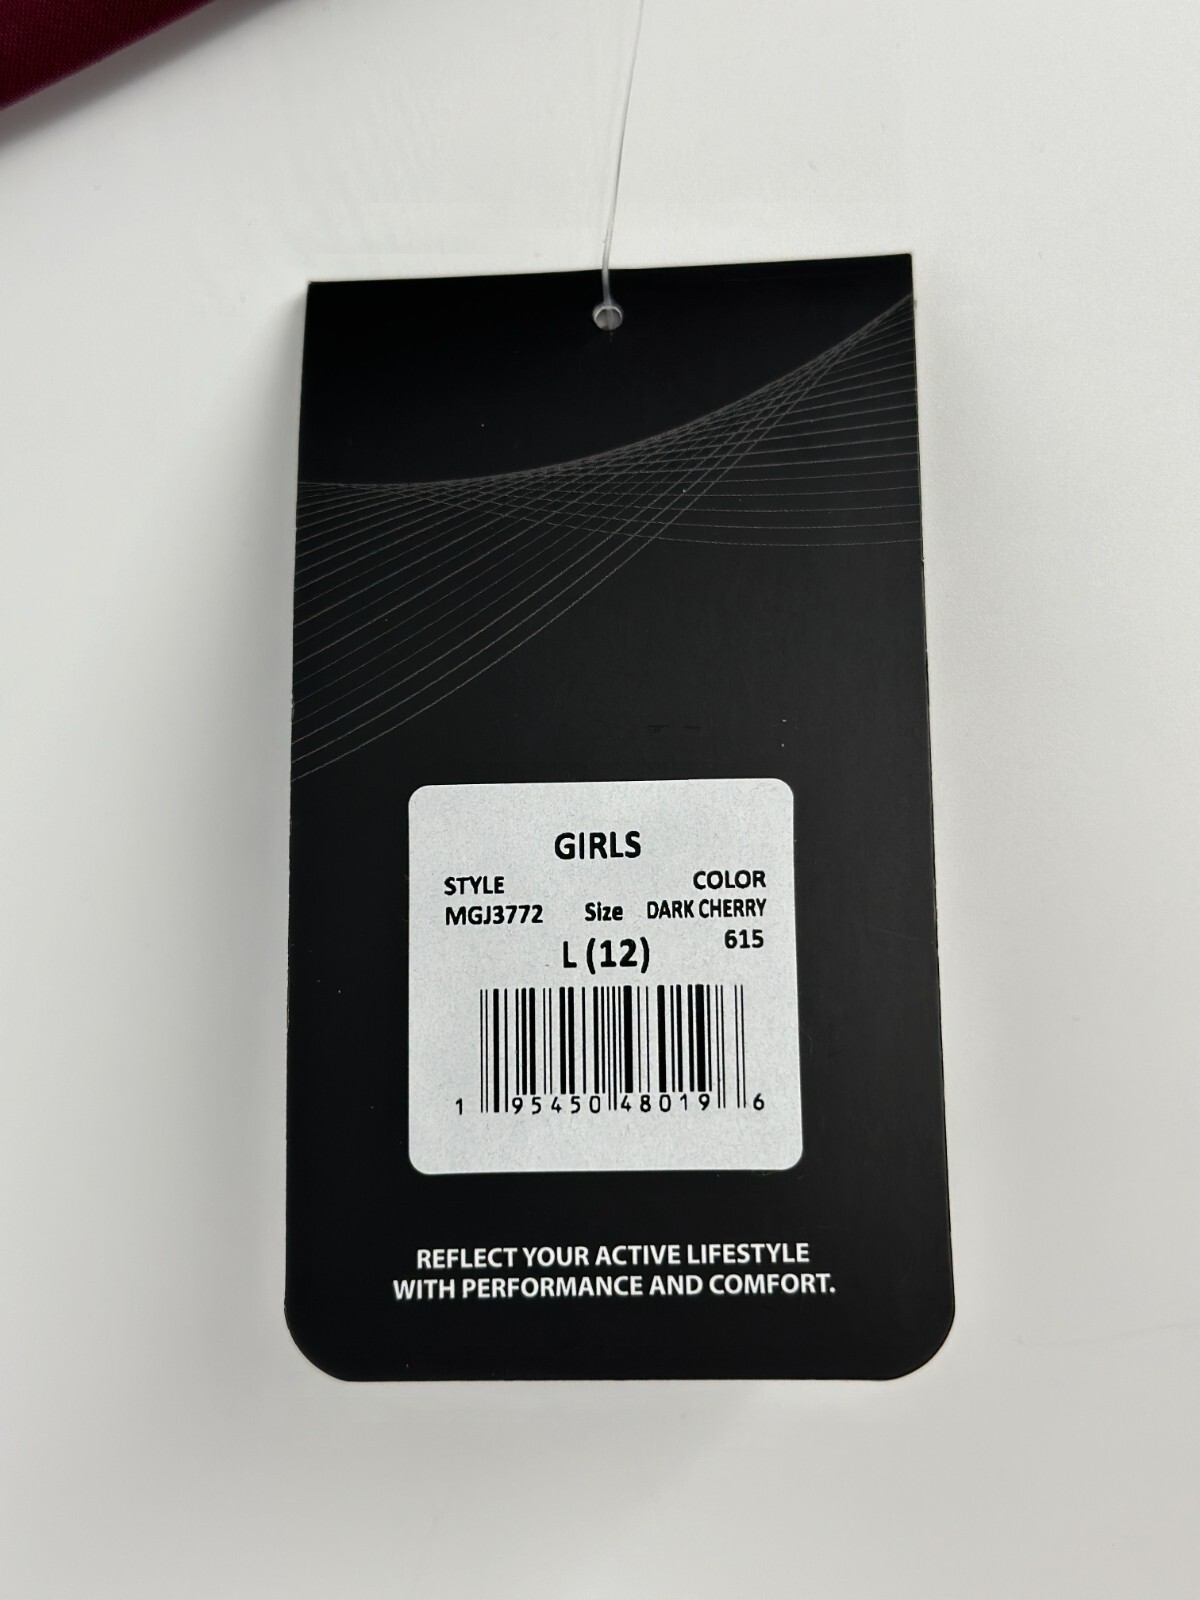 GIRLS
STYLE COLOR
MGJ3772 Size DARK CHERRY
L (12) 615
1 95450 48019 6
REFLECT YOUR ACTIVE LIFESTYLE
WITH PERFORMANCE AND COMFORT.